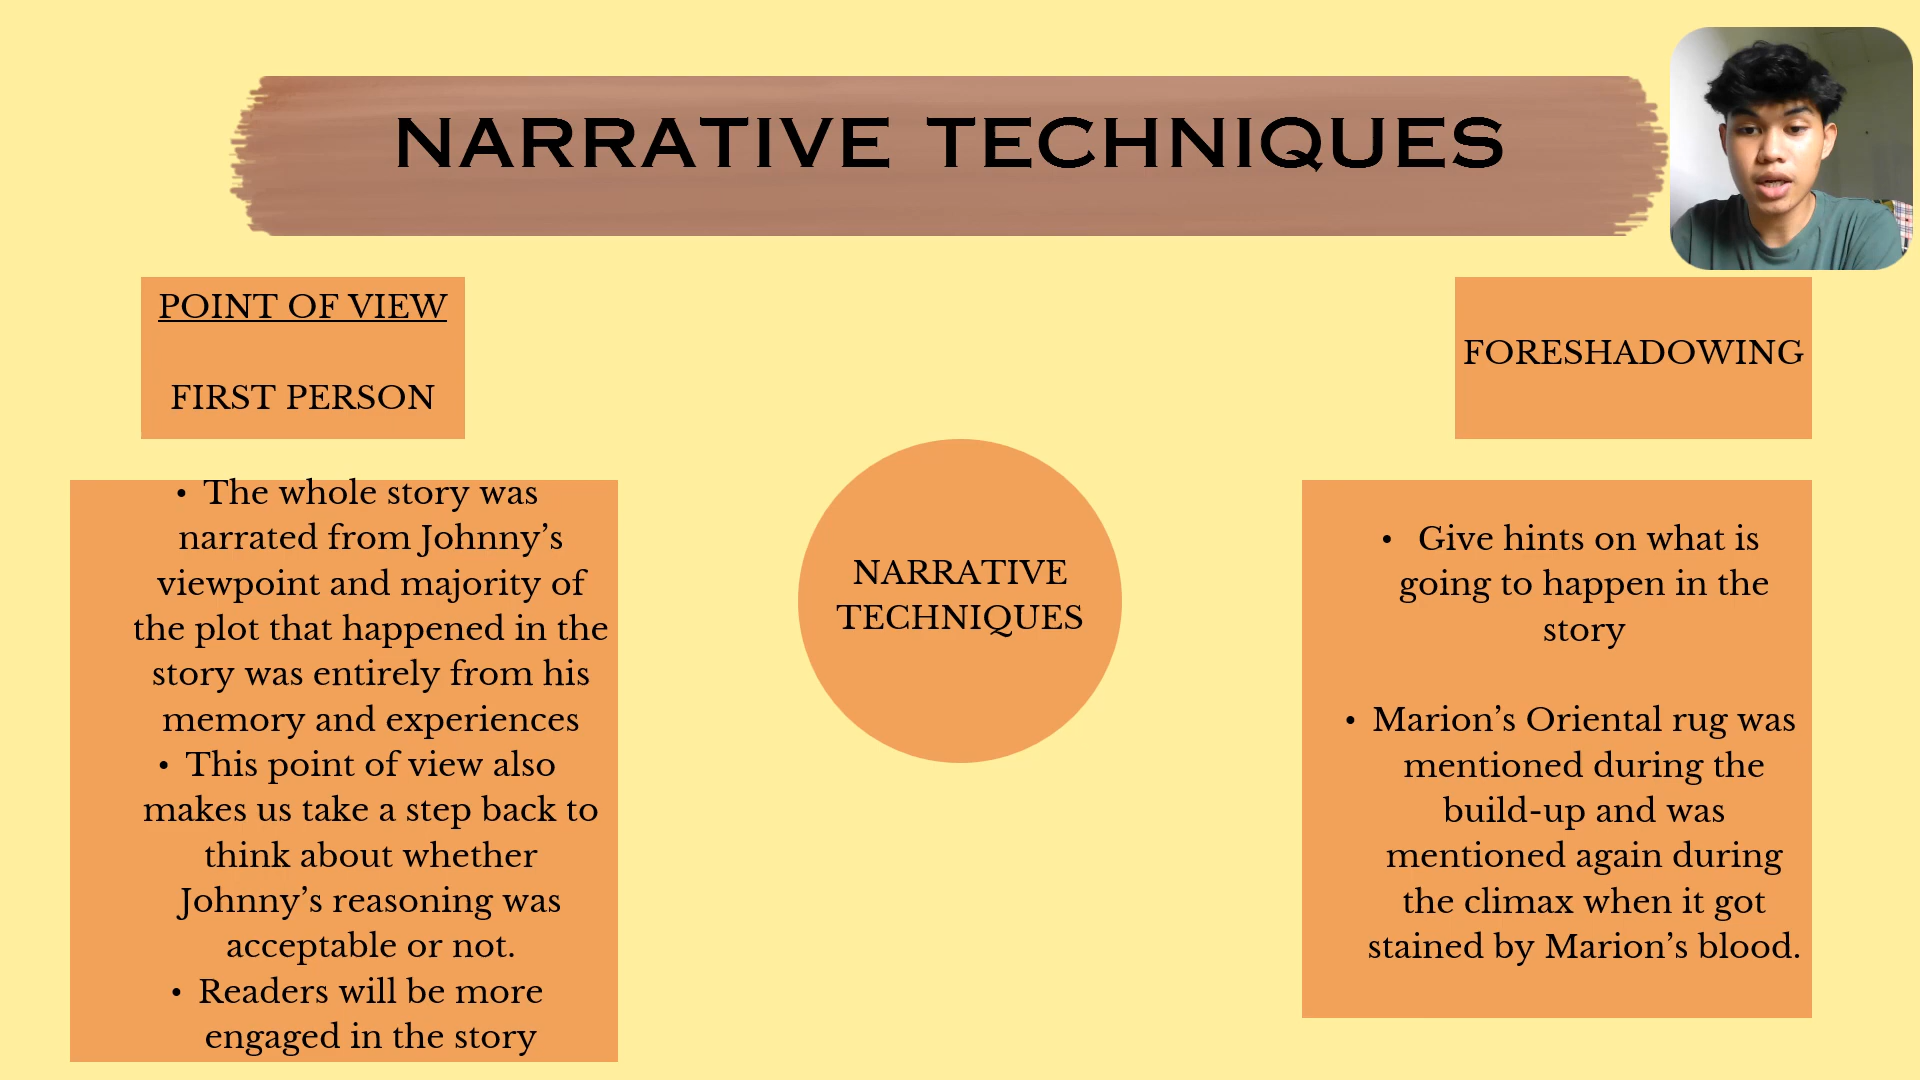 NARRATIVE TECHNIQUES
POINT OF VIEW
FIRST PERSON
• The whole story was
narrated from Johnny’s
viewpoint and majority of
the plot that happened in the
story was entirely from his
memory and experiences
• This point of view also
makes us take a step back to
think about whether
Johnny’s reasoning was
acceptable or not.
• Readers will be more
engaged in the story
NARRATIVE
TECHNIQUES
FORESHADOWING
• Give hints on what is
going to happen in the
story
• Marion’s Oriental rug was
mentioned during the
build-up and was
mentioned again during
the climax when it got
stained by Marion’s blood.